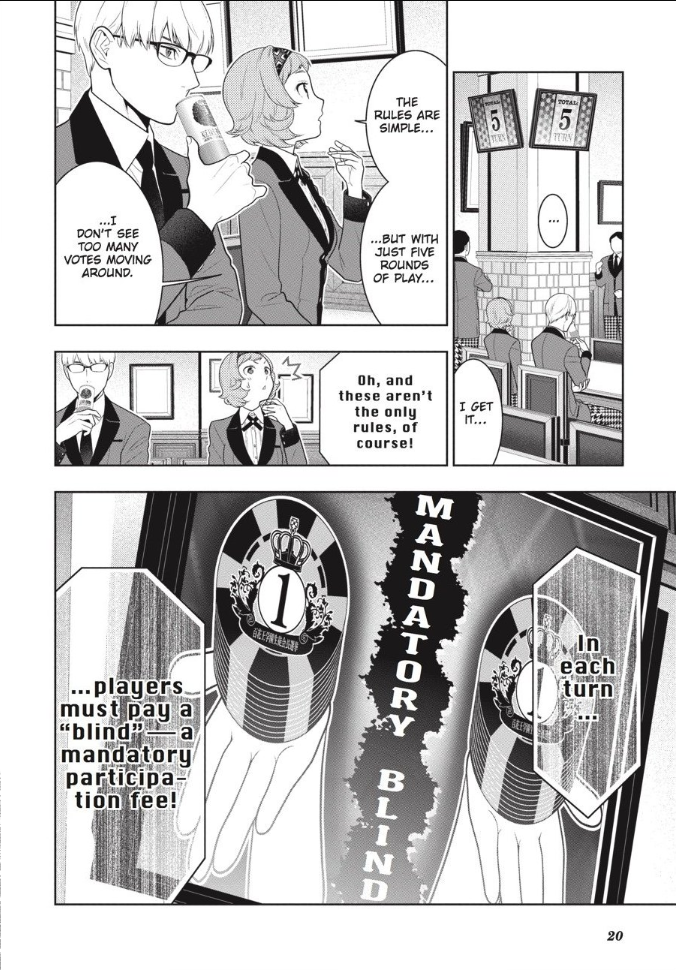 TOTAL:
5
TURN
TOTAL:
5
TURN
...
I GET
IT...
THE
RULES ARE
SIMPLE...
...BUT WITH
JUST FIVE
ROUNDS
OF PLAY...
...I
DON'T SEE
TOO MANY
VOTES MOVING
AROUND.
Oh, and
these aren't
the only
rules, of
course!
In
each
turn
...
MANDATORY BLIND
1
1
...players
must pay a
“blind”—a
mandatory
participa-
tion fee!
20